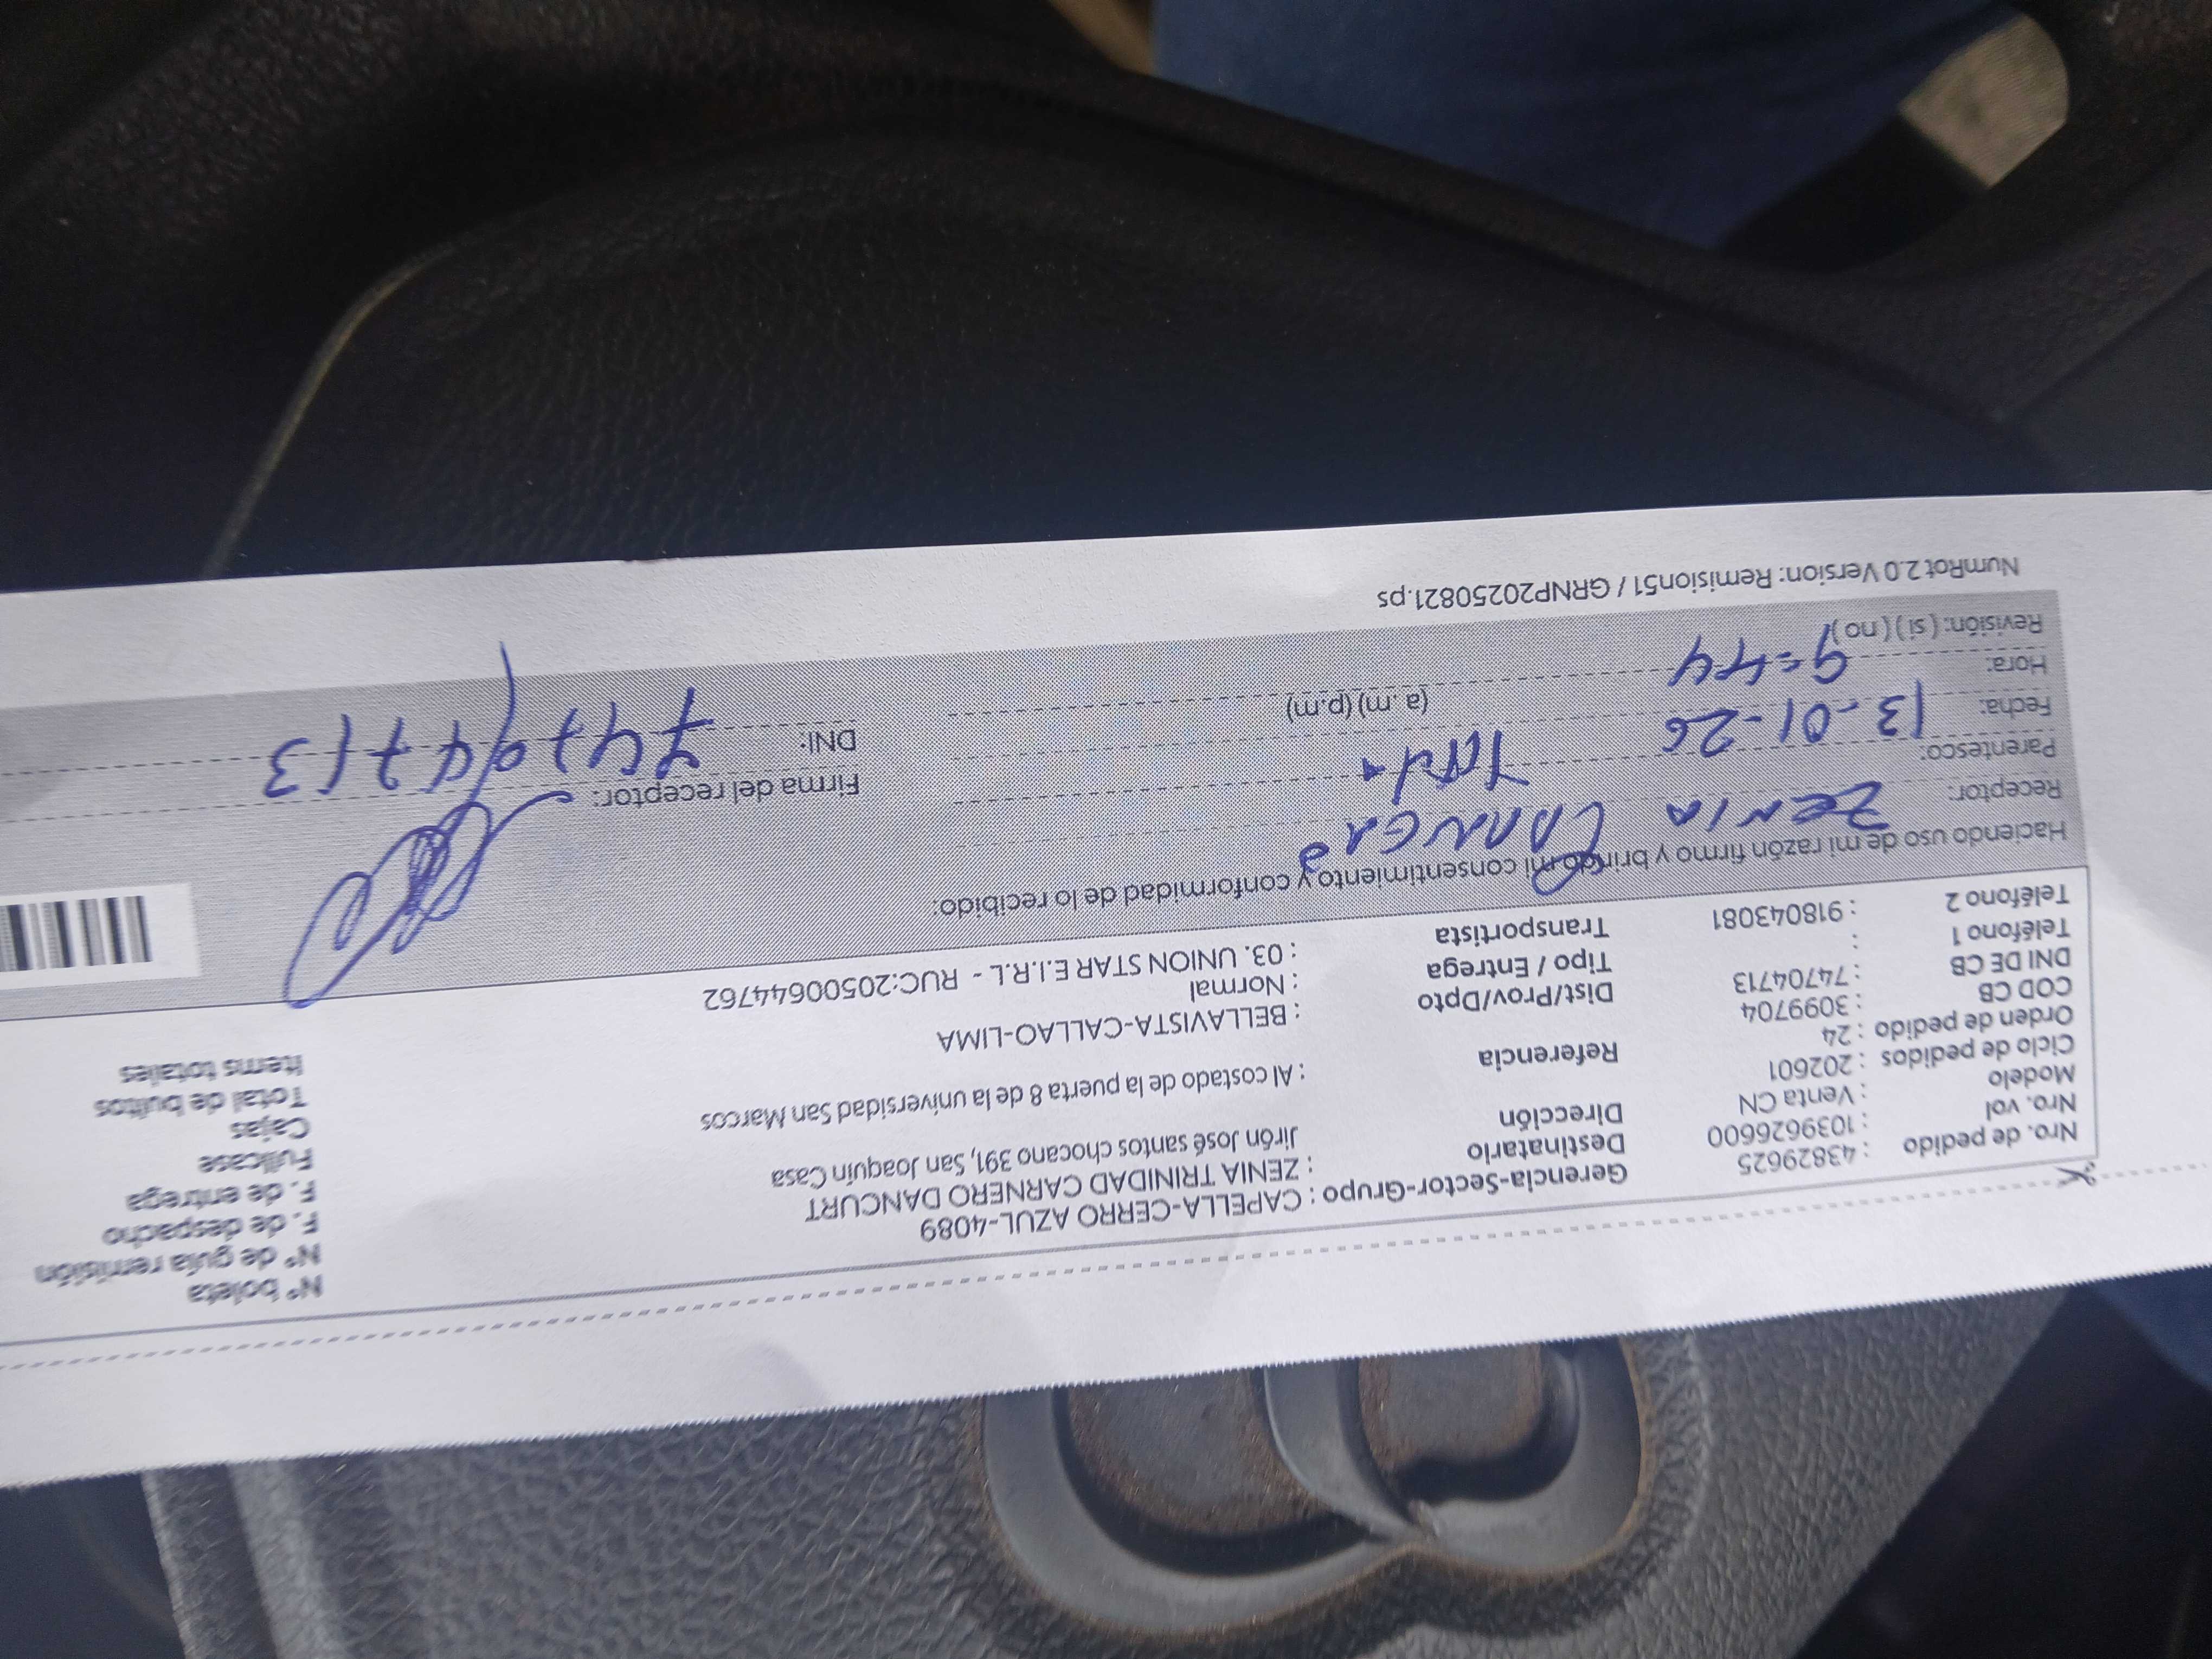 Nro. de pedido : 43829625
Nro. vol : 1039626600
Modelo : Venta CN
Ciclo de pedidos : 202601
Orden de pedido : 24
COD CB : 3099704
DNI DE CB : 74704713
Teléfono 1 :
Teléfono 2 : 918043081
Gerencia-Sector-Grupo : CAPELLA-CERRO AZUL-4089
Destinatario : ZENIA TRINIDAD CARNERO DANCURT
Dirección Jirón José santos chocano 391, San Joaquin Casa
Referencia : Al costado de la puerta 8 de la universidad San Marcos
Dist/Prov/Dpto : BELLAVISTA-CALLAO-LIMA
Tipo / Entrega : Normal
Transportista : 03. UNION STAR E.I.R.L - RUC:20500644762
N° boleta
N° de guía remisión
F. de despacho
F. de entrega
Fullcase
Cajas
Total de bultos
Items totales
Haciendo uso de mi razón firmo y brindo mi consentimiento y conformidad de lo recibido:
Receptor: ZENIA
Parentesco:
Fecha: 13-01-26
Hora: 9=44 (a.m) (p.m)
Revisión: ( si ) ( no )
Firma del receptor:
DNI:
NumRot 2.0 Version: Remision51 / GRNP20250821.ps